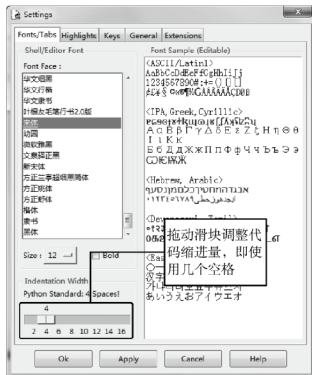 Settings
Fonts/Tabs Highlights Keys General Extensions
Shell/Editor Font
Font Face :
华文细黑
华文行楷
华文隶书
叶根友毛笔行书2.0版
宋体
幼圆
微软雅黑
文泉驿正黑
新宋体
方正兰亭超细黑简体
方正姚体
方正舒体
楷体
隶书
黑体
Size : 12
Bold
Indentation Width
Python Standard: 4 Spaces!
4
2 4 6 8 10 12 14 16
Font Sample (Editable)
<ASCII/Latin1>
AaBbCcDdEeFfGgHhIiJj
1234567890#:+=(){}[]
<IPA,Greek,Cyrillic>
ΑαΒβΓγΔδΕεΖζΗηΘθ
ΙιΚκ
БбДдЖжПпФфЧчЪъЭэ
<Hebrew, Arabic>
אבגדהוזחטיךכלםמןנסעףץ
あいうえおアイウエオ
拖动滑块调整代
码缩进量，即使
用几个空格
Ok Apply Cancel Help